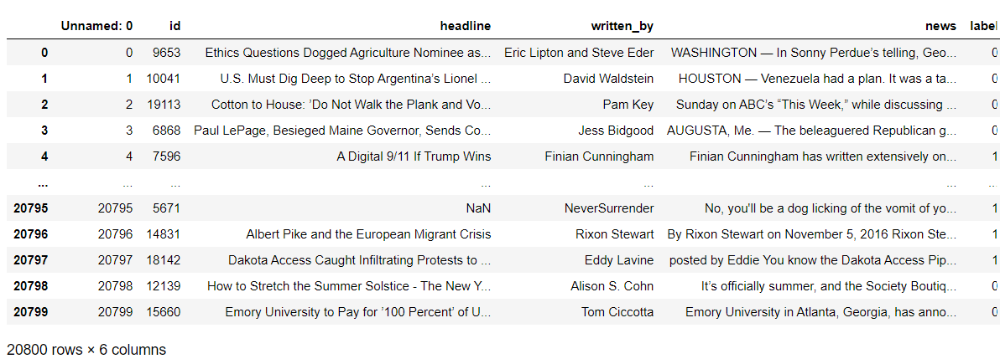 Unnamed: 0 id headline written_by news label
0 0 9653 Ethics Questions Dogged Agriculture Nominee as... Eric Lipton and Steve Eder WASHINGTON — In Sonny Perdue’s telling, Geo... 0
1 1 10041 U.S. Must Dig Deep to Stop Argentina’s Lionel ... David Waldstein HOUSTON — Venezuela had a plan. It was a ta... 0
2 2 19113 Cotton to House: ’Do Not Walk the Plank and Vo... Pam Key Sunday on ABC’s “This Week,” while discussing ... 0
3 3 6868 Paul LePage, Besieged Maine Governor, Sends Co... Jess Bidgood AUGUSTA, Me. — The beleaguered Republican g... 0
4 4 7596 A Digital 9/11 If Trump Wins Finian Cunningham Finian Cunningham has written extensively on... 1
... ... ... ... ... ... ...
20795 20795 5671 NaN NeverSurrender No, you'll be a dog licking of the vomit of yo... 1
20796 20796 14831 Albert Pike and the European Migrant Crisis Rixon Stewart By Rixon Stewart on November 5, 2016 Rixon Ste... 1
20797 20797 18142 Dakota Access Caught Infiltrating Protests to ... Eddy Lavine posted by Eddie You know the Dakota Access Pip... 1
20798 20798 12139 How to Stretch the Summer Solstice - The New Y... Alison S. Cohn It’s officially summer, and the Society Boutiq... 0
20799 20799 15660 Emory University to Pay for ’100 Percent’ of U... Tom Ciccotta Emory University in Atlanta, Georgia, has anno... 0
20800 rows × 6 columns